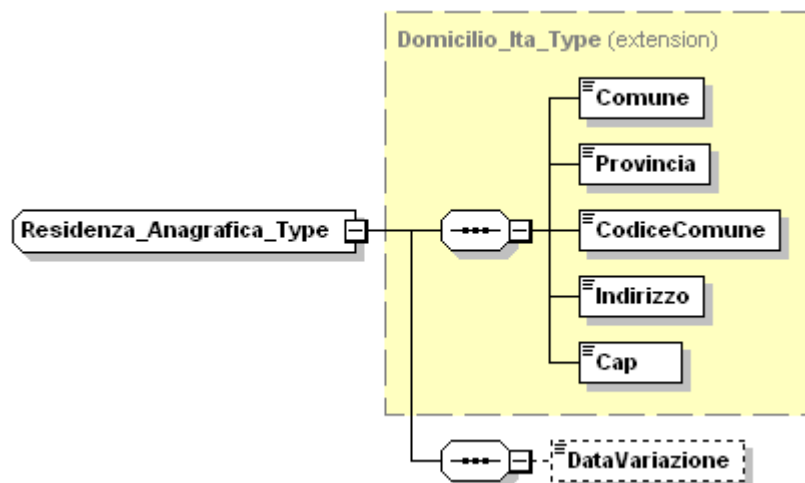 Domicilio_Ita_Type (extension)
Comune
Provincia
Residenza_Anagrafica_Type
CodiceComune
Indirizzo
Cap
DataVariazione